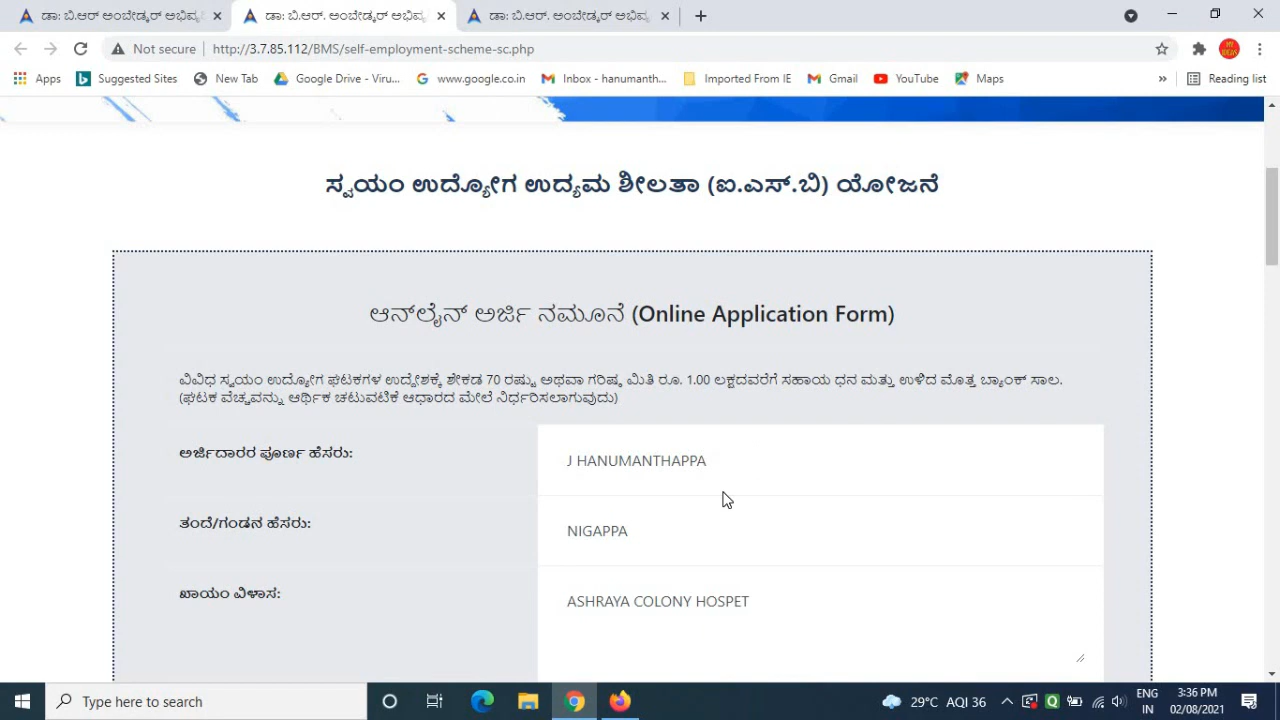 ಡಾ: ಬಿ.ಆರ್. ಅಂಬೇಡ್ಕರ್ ಅಭಿವೃ
ಡಾ: ಬಿ.ಆರ್. ಅಂಬೇಡ್ಕರ್ ಅಭಿವೃ
ಡಾ: ಬಿ.ಆರ್. ಅಂಬೇಡ್ಕರ್ ಅಭಿವೃ
Not secure
http://3.7.85.112/BMS/self-employment-scheme-sc.php
Apps Suggested Sites New Tab Google Drive - Viru... www.google.co.in Inbox - hanumanth... Imported From IE Gmail YouTube Maps » Reading list
ಸ್ವಯಂ ಉದ್ಯೋಗ ಉದ್ಯಮ ಶೀಲತಾ (ಐ.ಎಸ್.ಬಿ) ಯೋಜನೆ
ಆನ್‌ಲೈನ್ ಅರ್ಜಿ ನಮೂನೆ (Online Application Form)
ವಿವಿಧ ಸ್ವಯಂ ಉದ್ಯೋಗ ಘಟಕಗಳ ಉದ್ದೇಶಕ್ಕೆ ಶೇಕಡ 70 ರಷ್ಟು ಅಥವಾ ಗರಿಷ್ಠ ಮಿತಿ ರೂ. 1.00 ಲಕ್ಷದವರೆಗೆ ಸಹಾಯ ಧನ ಮತ್ತು ಉಳಿದ ಮೊತ್ತ ಬ್ಯಾಂಕ್ ಸಾಲ.
(ಘಟಕ ವೆಚ್ಚವನ್ನು ಆರ್ಥಿಕ ಚಟುವಟಿಕೆ ಆಧಾರದ ಮೇಲೆ ನಿರ್ಧರಿಸಲಾಗುವುದು)
ಅರ್ಜಿದಾರರ ಪೂರ್ಣ ಹೆಸರು:
J HANUMANTHAPPA
ತಂದೆ/ಗಂಡನ ಹೆಸರು:
NIGAPPA
ಖಾಯಂ ವಿಳಾಸ:
ASHRAYA COLONY HOSPET
Type here to search
29°C AQI 36
ENG
IN
3:36 PM
02/08/2021